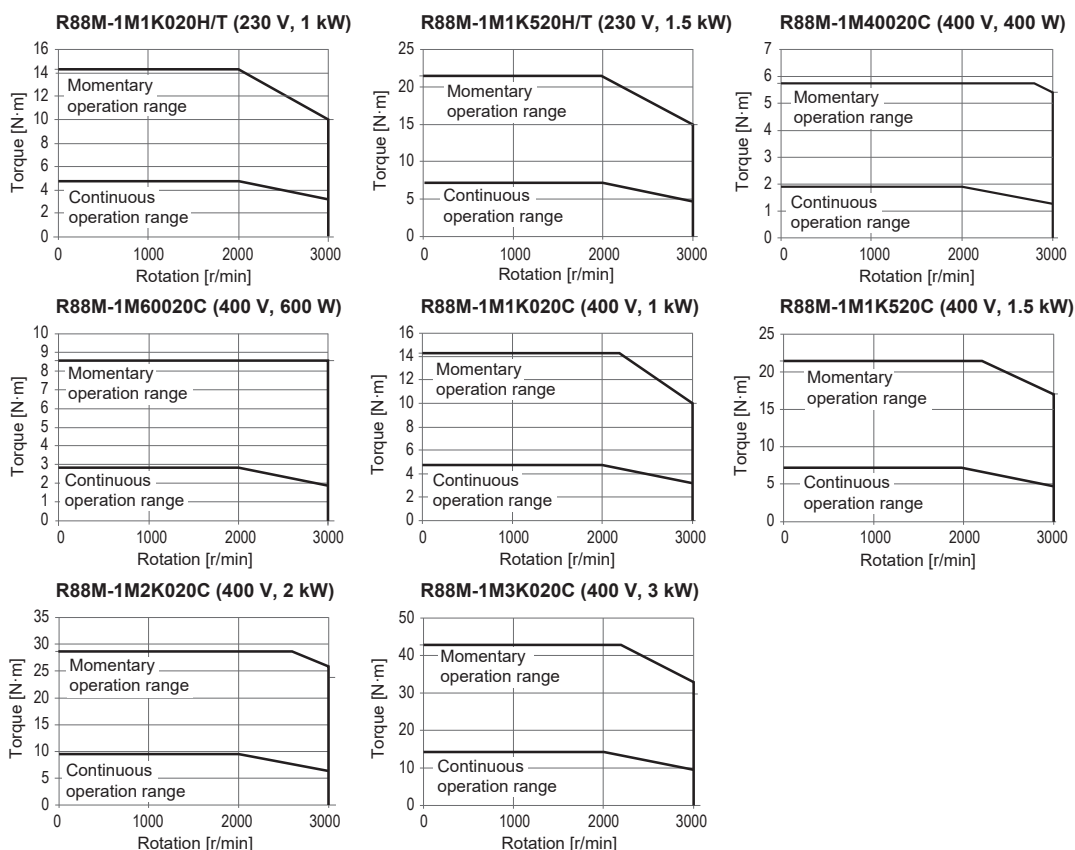 R88M-1M1K020H/T (230 V, 1 kW)
Torque [N·m]
16
14
12
10
8
6
4
2
0
Momentary
operation range
Continuous
operation range
0 1000 2000 3000
Rotation [r/min]
R88M-1M1K520H/T (230 V, 1.5 kW)
Torque [N·m]
25
20
15
10
5
0
Momentary
operation range
Continuous
operation range
0 1000 2000 3000
Rotation [r/min]
R88M-1M40020C (400 V, 400 W)
Torque [N·m]
7
6
5
4
3
2
1
0
Momentary
operation range
Continuous
operation range
0 1000 2000 3000
Rotation [r/min]
R88M-1M60020C (400 V, 600 W)
Torque [N·m]
10
9
8
7
6
5
4
3
2
1
0
Momentary
operation range
Continuous
operation range
0 1000 2000 3000
Rotation [r/min]
R88M-1M1K020C (400 V, 1 kW)
Torque [N·m]
16
14
12
10
8
6
4
2
0
Momentary
operation range
Continuous
operation range
0 1000 2000 3000
Rotation [r/min]
R88M-1M1K520C (400 V, 1.5 kW)
Torque [N·m]
25
20
15
10
5
0
Momentary
operation range
Continuous
operation range
0 1000 2000 3000
Rotation [r/min]
R88M-1M2K020C (400 V, 2 kW)
Torque [N·m]
35
30
25
20
15
10
5
0
Momentary
operation range
Continuous
operation range
0 1000 2000 3000
Rotation [r/min]
R88M-1M3K020C (400 V, 3 kW)
Torque [N·m]
50
40
30
20
10
0
Momentary
operation range
Continuous
operation range
0 1000 2000 3000
Rotation [r/min]